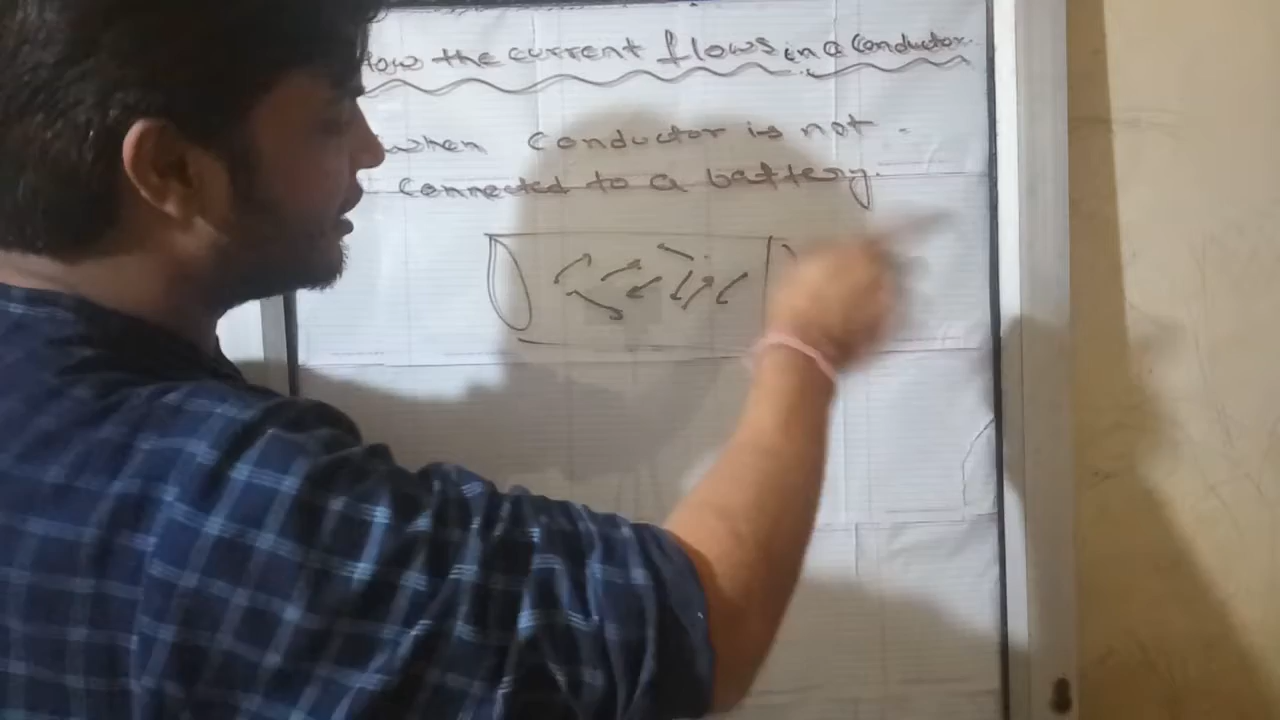 How the current flows in a conductor.
when conductor is not
connected to a battery.